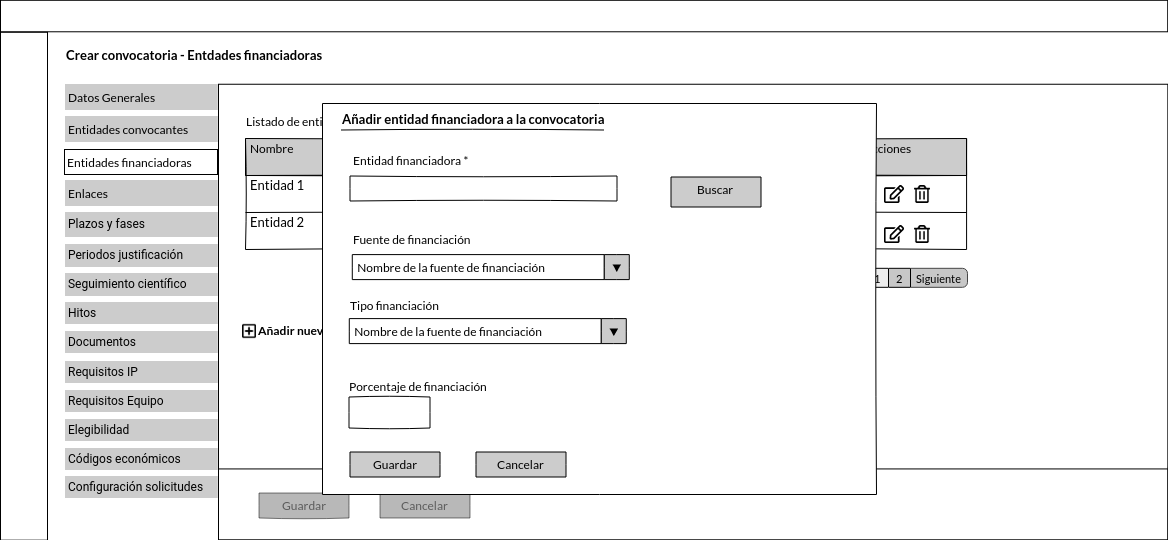 Crear convocatoria - Entdades financiadoras
Datos Generales
Entidades convocantes
Entidades financiadoras
Enlaces
Plazos y fases
Periodos justificación
Seguimiento científico
Hitos
Documentos
Requisitos IP
Requisitos Equipo
Elegibilidad
Códigos económicos
Configuración solicitudes
Listado de enti
Nombre
ciones
Entidad 1
Entidad 2
1 2 Siguiente
Añadir nuev
Añadir entidad financiadora a la convocatoria
Entidad financiadora *
Buscar
Fuente de financiación
Nombre de la fuente de financiación
Tipo financiación
Nombre de la fuente de financiación
Porcentaje de financiación
Guardar Cancelar
Guardar Cancelar